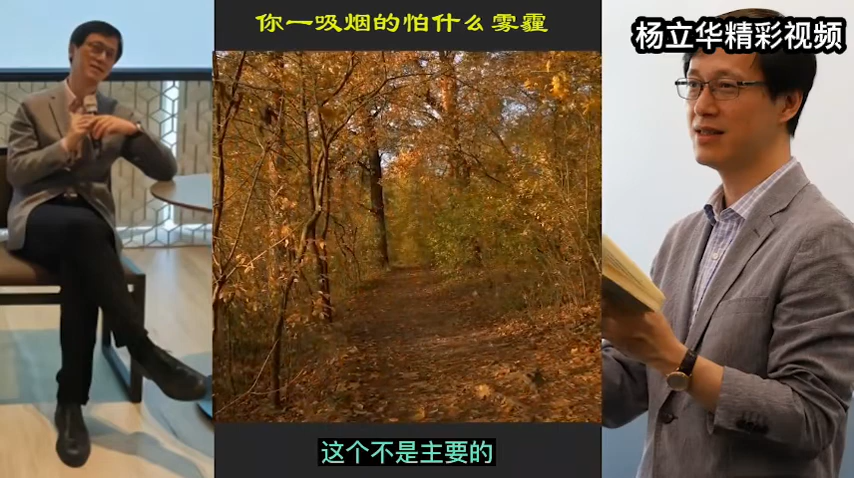 你一吸烟的怕什么雾霾
杨立华精彩视频
这个不是主要的